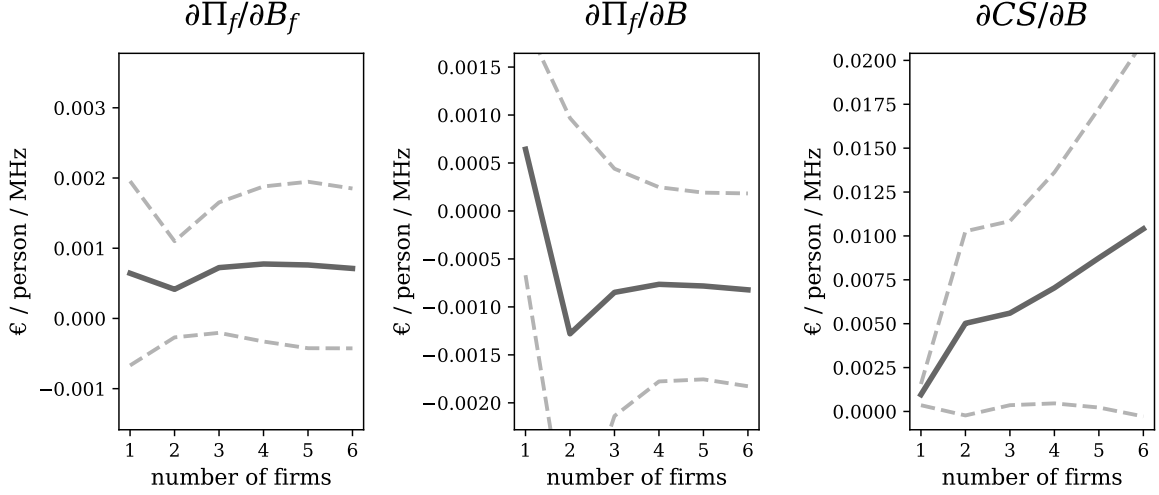 ∂Π_f/∂B_f
∂Π_f/∂B
∂CS/∂B
€ / person / MHz
0.003
0.002
0.001
0.000
−0.001
1 2 3 4 5 6
number of firms
€ / person / MHz
0.0015
0.0010
0.0005
0.0000
−0.0005
−0.0010
−0.0015
−0.0020
1 2 3 4 5 6
number of firms
€ / person / MHz
0.0200
0.0175
0.0150
0.0125
0.0100
0.0075
0.0050
0.0025
0.0000
1 2 3 4 5 6
number of firms